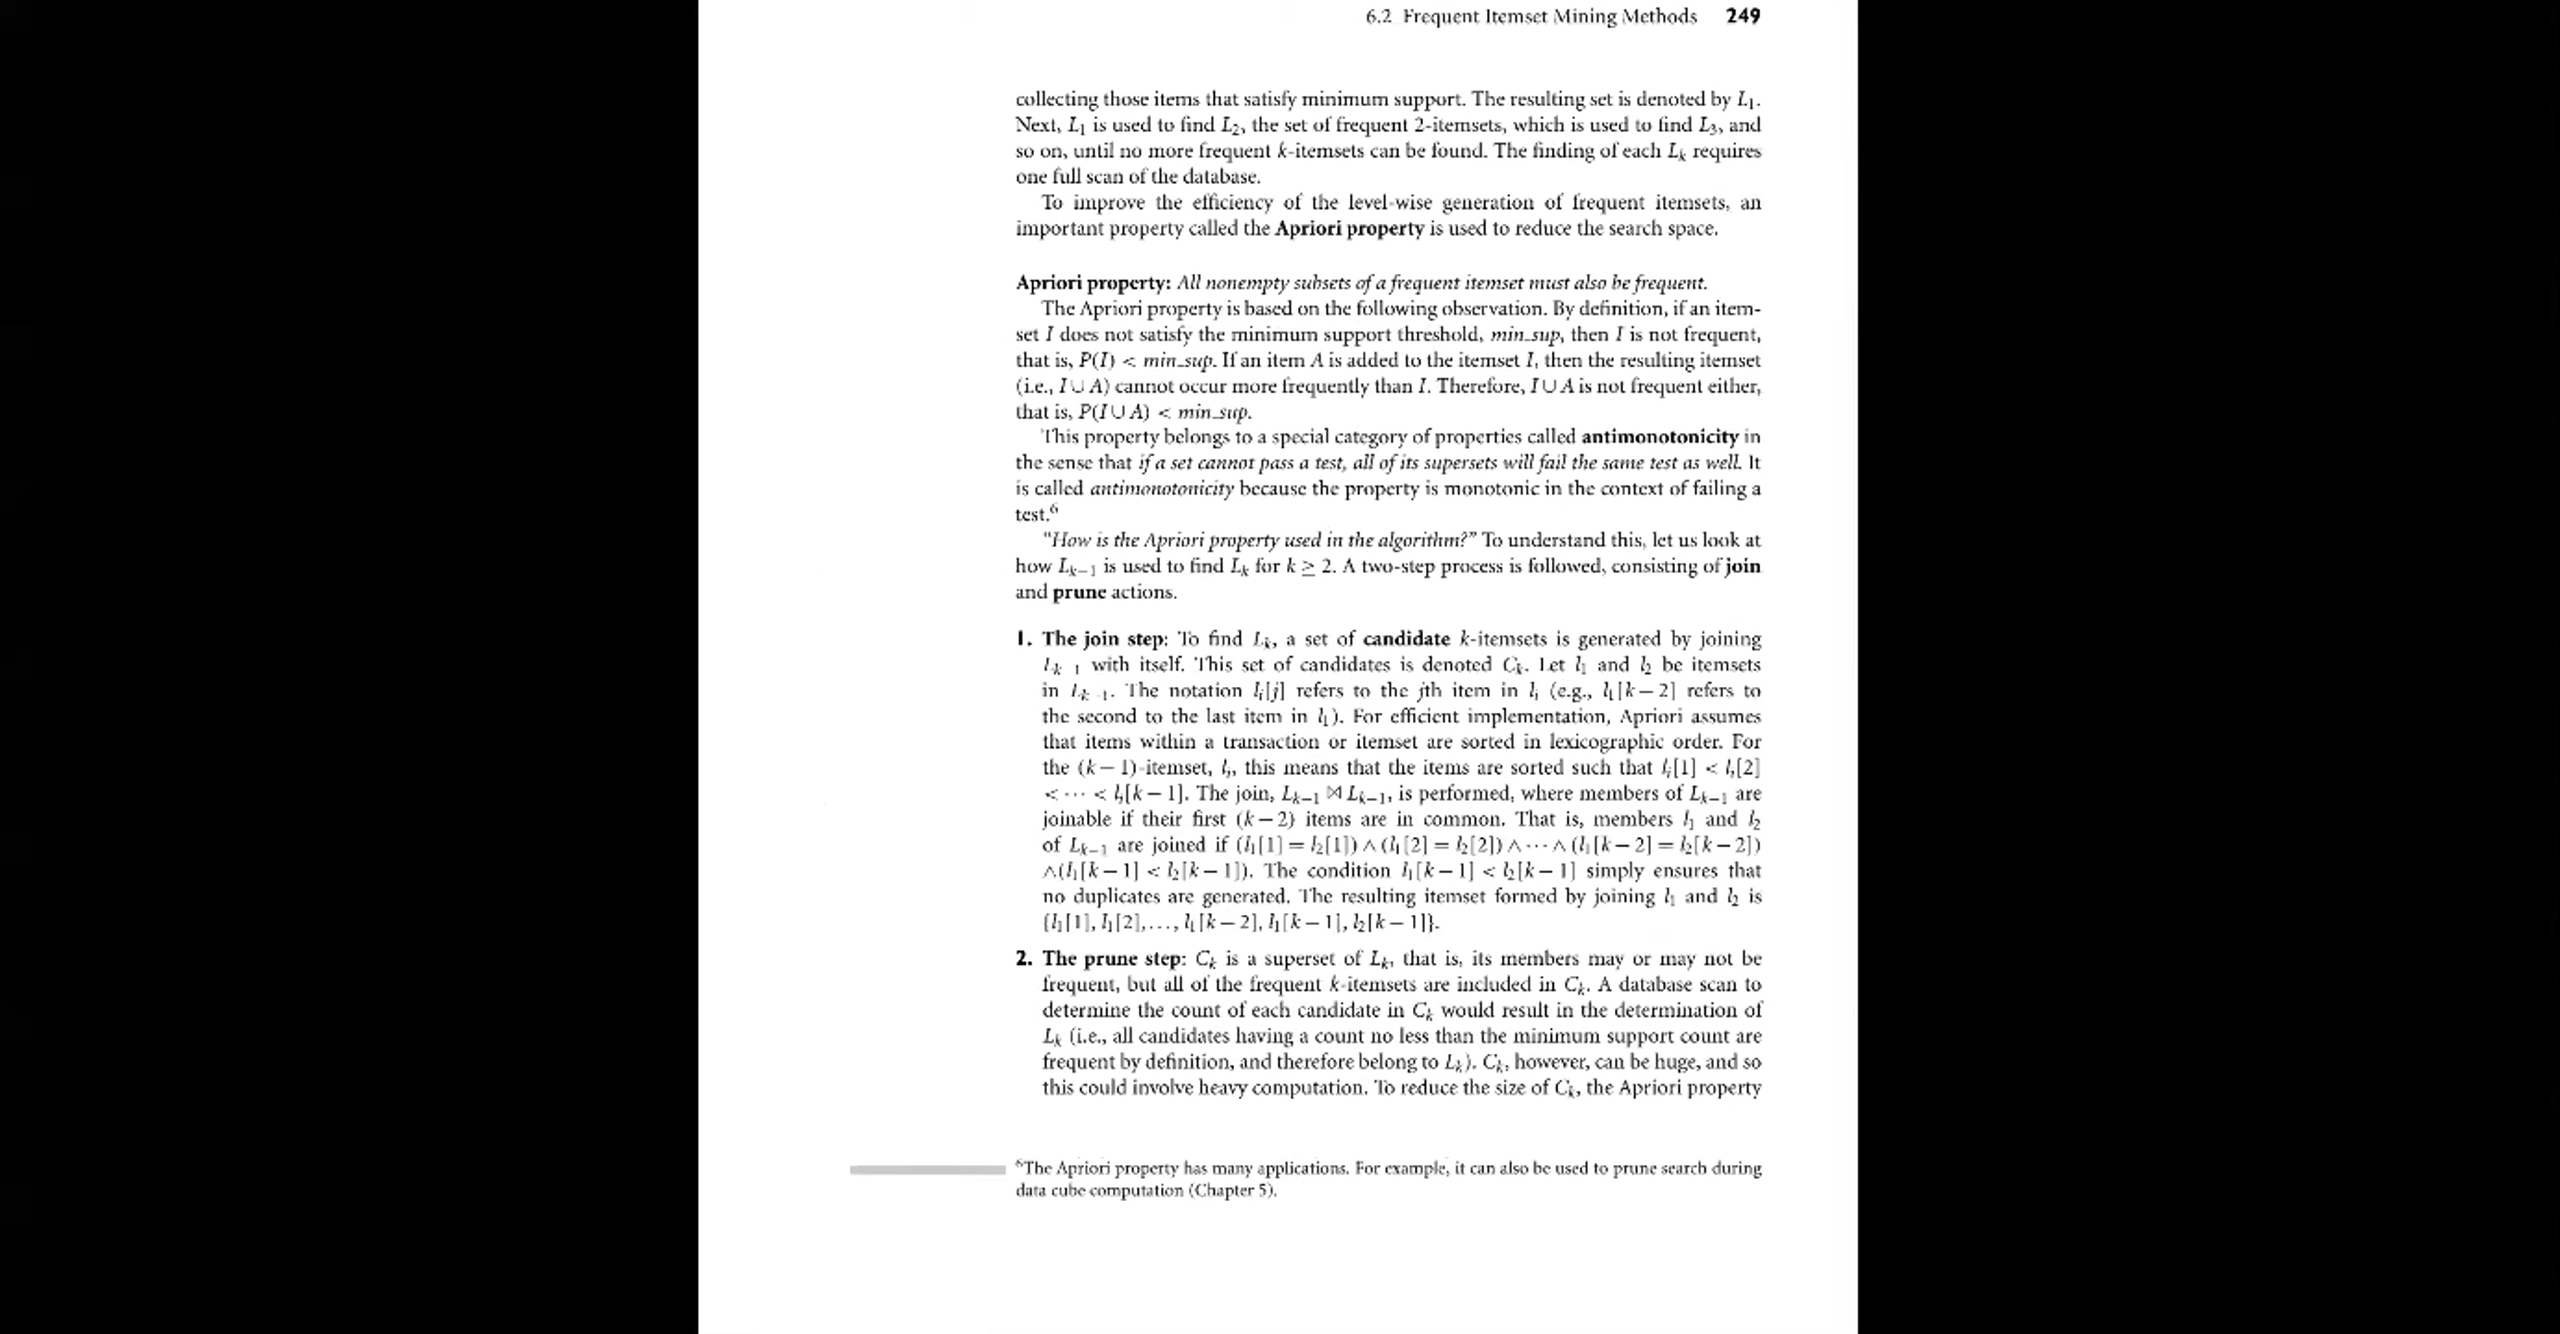 6.2 Frequent Itemset Mining Methods 249
collecting those items that satisfy minimum support. The resulting set is denoted by L₁.
Next, L₁ is used to find L₂, the set of frequent 2-itemsets, which is used to find L₃, and
so on, until no more frequent k-itemsets can be found. The finding of each Lₖ requires
one full scan of the database.
To improve the efficiency of the level-wise generation of frequent itemsets, an
important property called the Apriori property is used to reduce the search space.
Apriori property: All nonempty subsets of a frequent itemset must also be frequent.
The Apriori property is based on the following observation. By definition, if an item-
set I does not satisfy the minimum support threshold, min_sup, then I is not frequent,
that is, P(I) < min_sup. If an item A is added to the itemset I, then the resulting itemset
(i.e., I ∪ A) cannot occur more frequently than I. Therefore, I ∪ A is not frequent either,
that is, P(I ∪ A) < min_sup.
This property belongs to a special category of properties called antimonotonicity in
the sense that if a set cannot pass a test, all of its supersets will fail the same test as well. It
is called antimonotonicity because the property is monotonic in the context of failing a
test.⁶
"How is the Apriori property used in the algorithm?" To understand this, let us look at
how Lₖ₋₁ is used to find Lₖ for k ≥ 2. A two-step process is followed, consisting of join
and prune actions.
1. The join step: To find Lₖ, a set of candidate k-itemsets is generated by joining
Lₖ₋₁ with itself. This set of candidates is denoted Cₖ. Let l₁ and l₂ be itemsets
in Lₖ₋₁. The notation lᵢ[j] refers to the jth item in lᵢ (e.g., l₁[k − 2] refers to
the second to the last item in l₁). For efficient implementation, Apriori assumes
that items within a transaction or itemset are sorted in lexicographic order. For
the (k − 1)-itemset, lᵢ, this means that the items are sorted such that lᵢ[1] < lᵢ[2]
< ··· < lᵢ[k − 1]. The join, Lₖ₋₁ ⋈ Lₖ₋₁, is performed, where members of Lₖ₋₁ are
joinable if their first (k − 2) items are in common. That is, members l₁ and l₂
of Lₖ₋₁ are joined if (l₁[1] = l₂[1]) ∧ (l₁[2] = l₂[2]) ∧ ··· ∧ (l₁[k − 2] = l₂[k − 2])
∧(l₁[k − 1] < l₂[k − 1]). The condition l₁[k − 1] < l₂[k − 1] simply ensures that
no duplicates are generated. The resulting itemset formed by joining l₁ and l₂ is
{l₁[1], l₁[2],..., l₁[k − 2], l₁[k − 1], l₂[k − 1]}.
2. The prune step: Cₖ is a superset of Lₖ, that is, its members may or may not be
frequent, but all of the frequent k-itemsets are included in Cₖ. A database scan to
determine the count of each candidate in Cₖ would result in the determination of
Lₖ (i.e., all candidates having a count no less than the minimum support count are
frequent by definition, and therefore belong to Lₖ). Cₖ, however, can be huge, and so
this could involve heavy computation. To reduce the size of Cₖ, the Apriori property
⁶The Apriori property has many applications. For example, it can also be used to prune search during
data cube computation (Chapter 5).